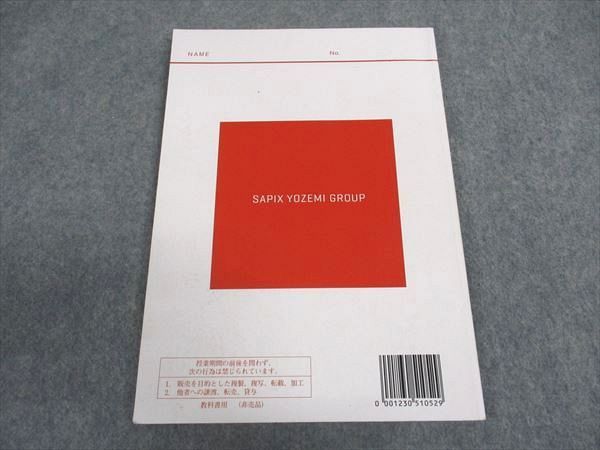 NAME No.
SAPIX YOZEMI GROUP
授業期間の前後を問わず、
次の行為は禁じられています。
1. 販売を目的とした複製、複写、転載、加工
2. 他者への譲渡、転売、貸与
教科書用 (非売品)
0 001230 510529